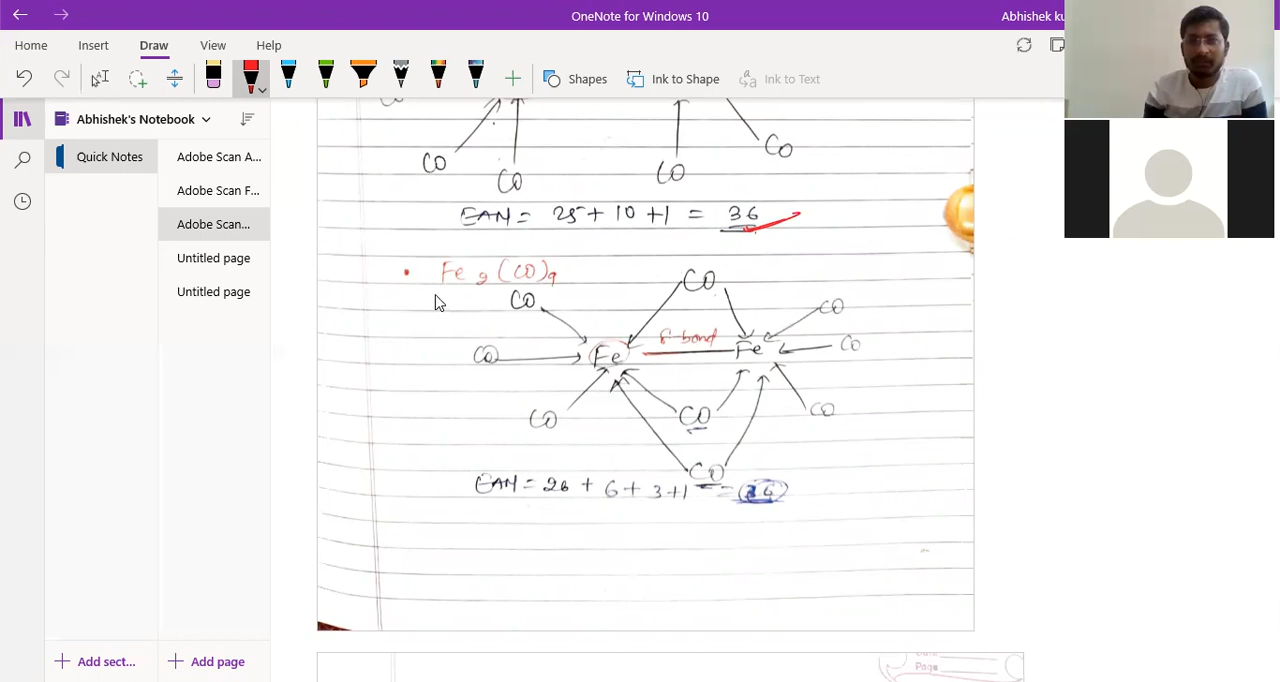 OneNote for Windows 10
Abhishek ku
Home Insert Draw View Help
Shapes Ink to Shape Ink to Text
Abhishek's Notebook
Quick Notes
Adobe Scan A...
Adobe Scan F...
Adobe Scan...
Untitled page
Untitled page
CO
CO
CO
CO
EAN = 25 + 10 + 1 = 36
• Fe 2 (CO)9
CO
CO
CO
CO
Fe
bond
Fe
CO
CO
CO
CO
CO
EAN = 26 + 6 + 3 + 1 = 36
Add sect...
Add page
Page